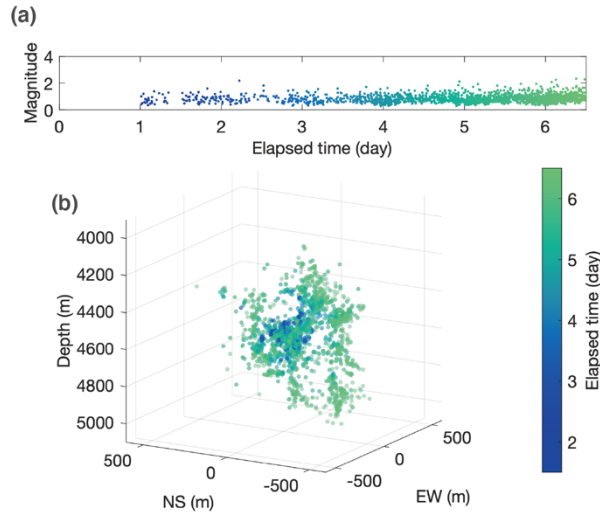 (a)
Magnitude
4
2
0
0 1 2 3 4 5 6
Elapsed time (day)
(b)
Depth (m)
4000
4200
4400
4600
4800
5000
500 0 -500
NS (m)
-500 0 500
EW (m)
6
5
4
3
2
Elapsed time (day)